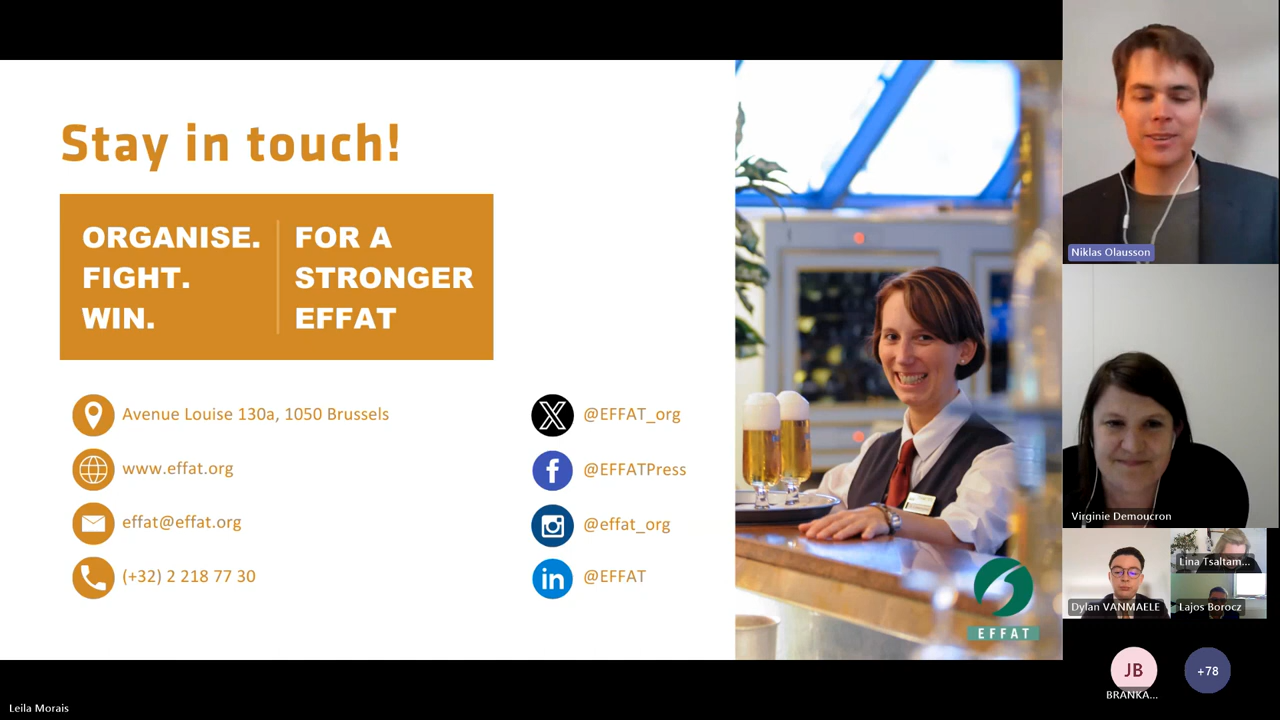 Stay in touch!
ORGANISE.
FIGHT.
WIN.
FOR A
STRONGER
EFFAT
Avenue Louise 130a, 1050 Brussels
www.effat.org
effat@effat.org
(+32) 2 218 77 30
@EFFAT_org
@EFFATPress
@effat_org
@EFFAT
EFFAT
Niklas Olausson
Virginie Demoucron
Dylan VANMAELE
Lina Tsaltam...
Lajos Borocz
JB
BRANKA...
+78
Leila Morais